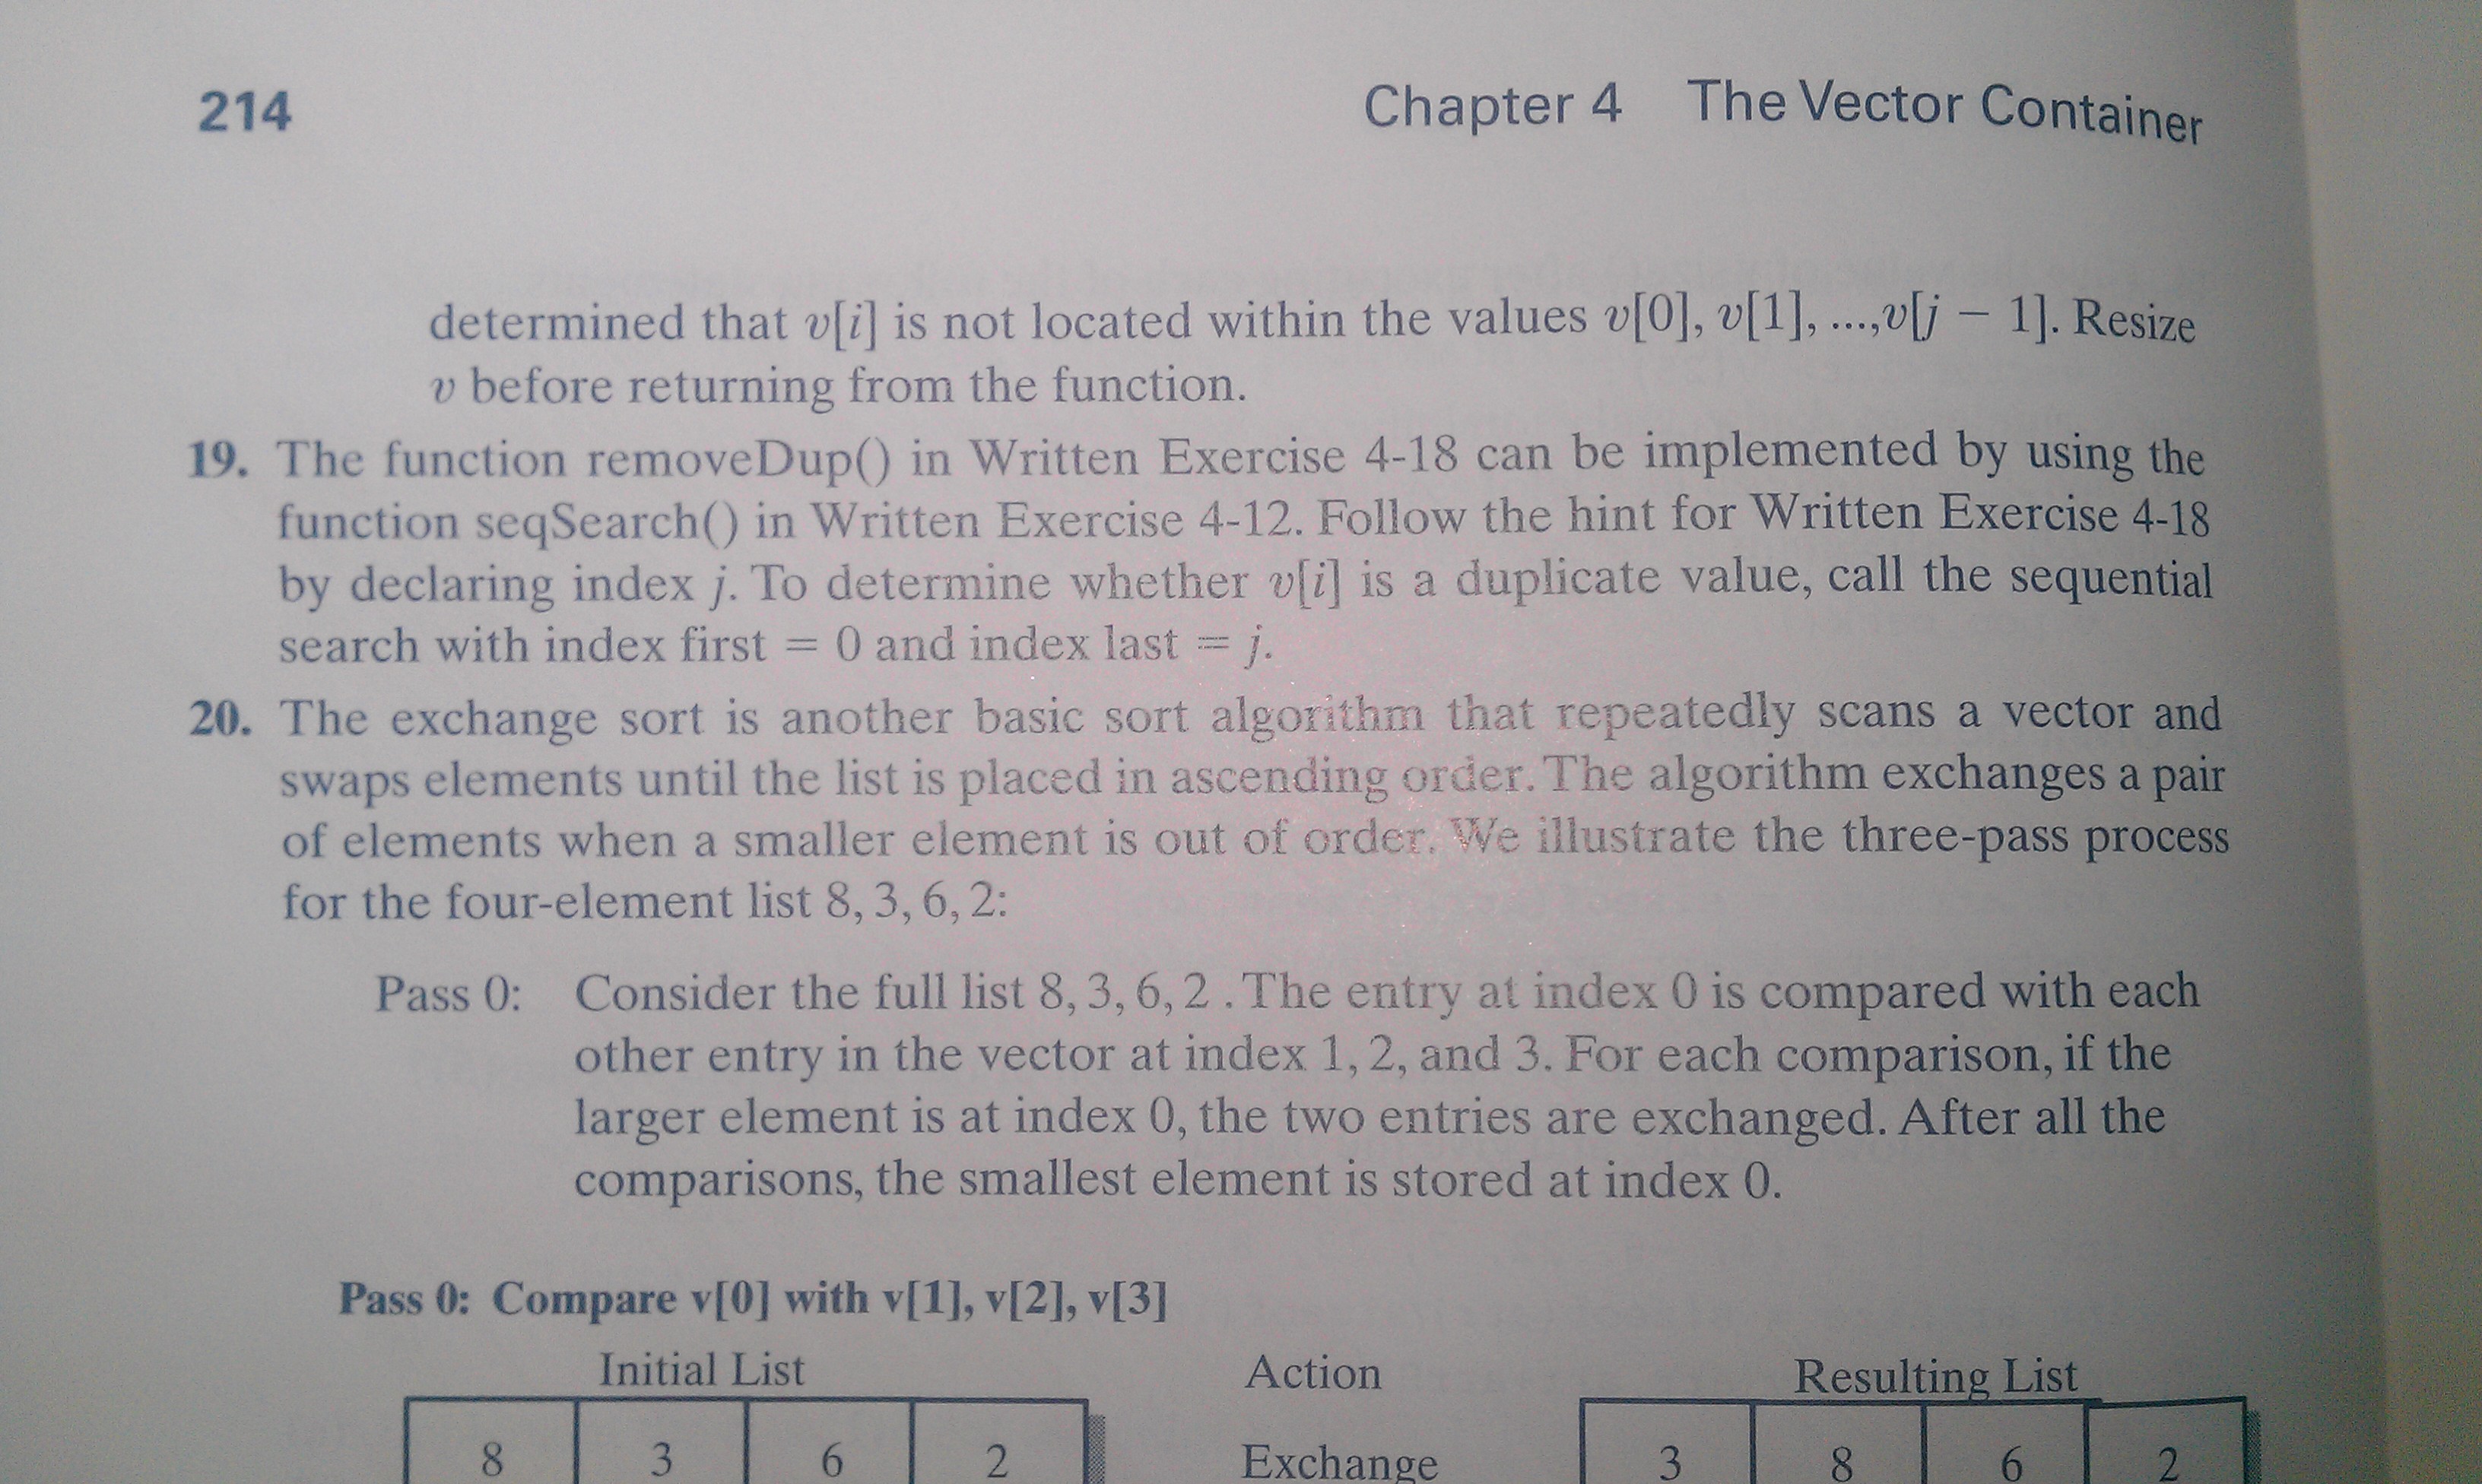 214
Chapter 4 The Vector Container
determined that v[i] is not located within the values v[0], v[1], ...,v[j − 1]. Resize
v before returning from the function.
19. The function removeDup() in Written Exercise 4-18 can be implemented by using the
function seqSearch() in Written Exercise 4-12. Follow the hint for Written Exercise 4-18
by declaring index j. To determine whether v[i] is a duplicate value, call the sequential
search with index first = 0 and index last = j.
20. The exchange sort is another basic sort algorithm that repeatedly scans a vector and
swaps elements until the list is placed in ascending order. The algorithm exchanges a pair
of elements when a smaller element is out of order. We illustrate the three-pass process
for the four-element list 8, 3, 6, 2:
Pass 0: Consider the full list 8, 3, 6, 2 . The entry at index 0 is compared with each
other entry in the vector at index 1, 2, and 3. For each comparison, if the
larger element is at index 0, the two entries are exchanged. After all the
comparisons, the smallest element is stored at index 0.
Pass 0: Compare v[0] with v[1], v[2], v[3]
Initial List Action Resulting List
8 3 6 2 Exchange 3 8 6 2